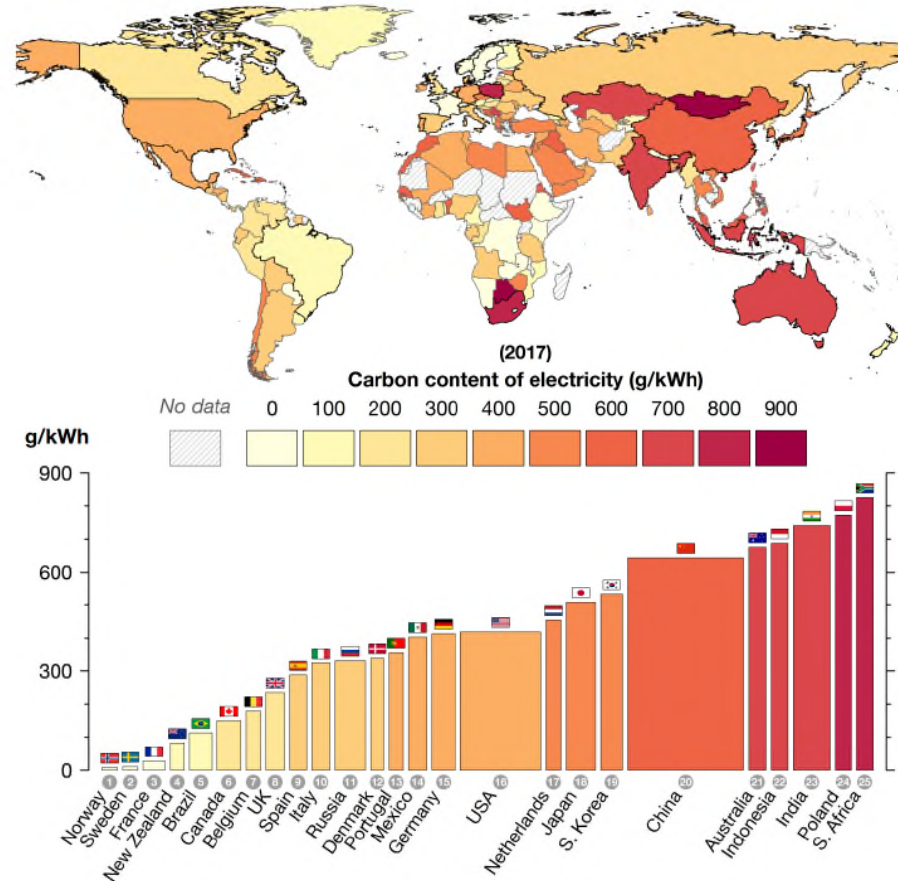 (2017)
Carbon content of electricity (g/kWh)
No data 0 100 200 300 400 500 600 700 800 900
g/kWh
900
600
300
0
1 2 3 4 5 6 7 8 9 10 11 12 13 14 15 16 17 18 19 20 21 22 23 24 25
Norway
Sweden
France
New Zealand
Brazil
Canada
Belgium
UK
Spain
Italy
Russia
Denmark
Portugal
Mexico
Germany
USA
Netherlands
Japan
S. Korea
China
Australia
Indonesia
India
Poland
S. Africa